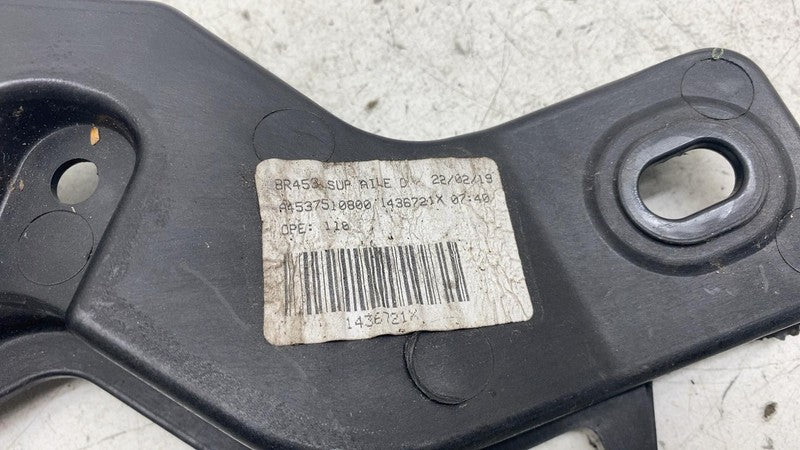 BR453 SUP AILE D 22/02/19
A4537510800 1436721X 07:40
OPE: 110
1436721X